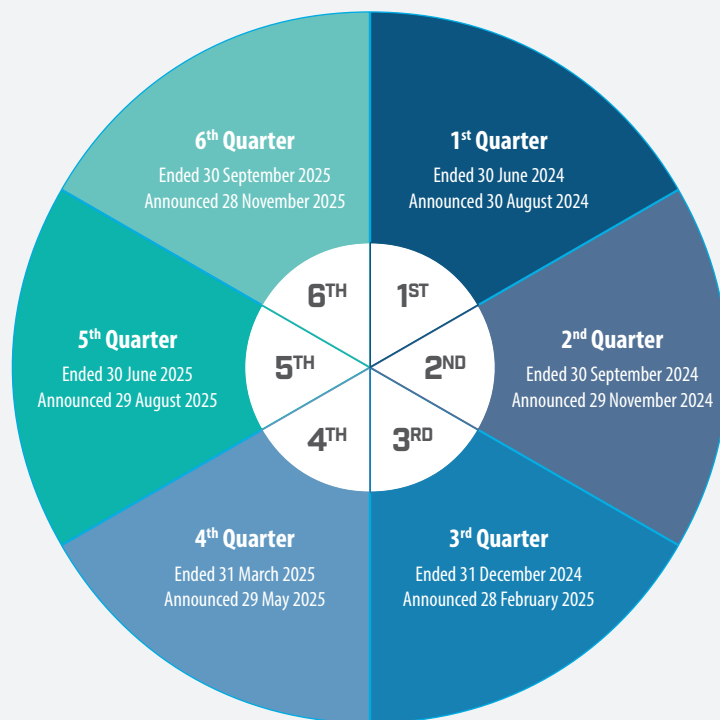 1st Quarter
Ended 30 June 2024
Announced 30 August 2024
2nd Quarter
Ended 30 September 2024
Announced 29 November 2024
3rd Quarter
Ended 31 December 2024
Announced 28 February 2025
4th Quarter
Ended 31 March 2025
Announced 29 May 2025
5th Quarter
Ended 30 June 2025
Announced 29 August 2025
6th Quarter
Ended 30 September 2025
Announced 28 November 2025
1ST
2ND
3RD
4TH
5TH
6TH